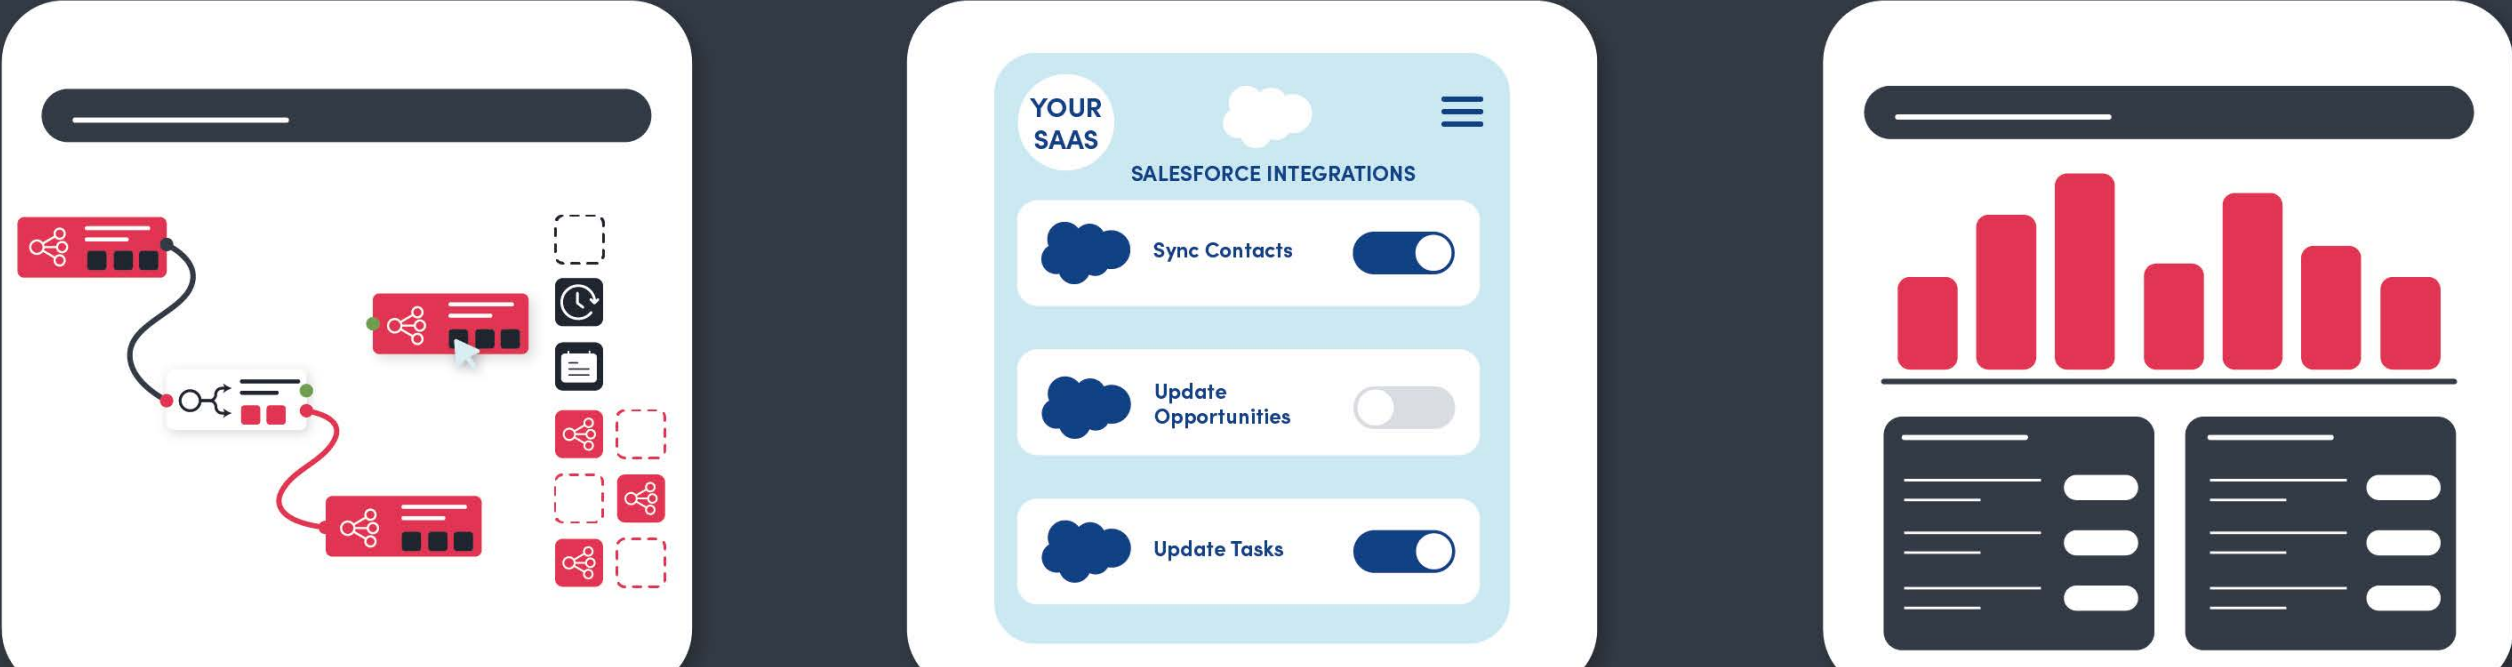 YOUR
SAAS
SALESFORCE INTEGRATIONS
Sync Contacts
Update
Opportunities
Update Tasks